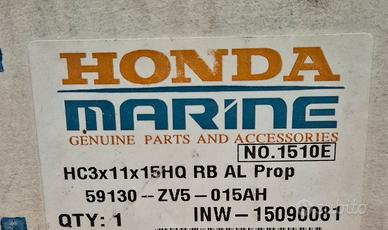 HONDA
MARINE
GENUINE PARTS AND ACCESSORIES
NO.1510E
HC3x11x15HQ RB AL Prop
59130--ZV5-015AH
QTY: 1 INW-15090081
subito